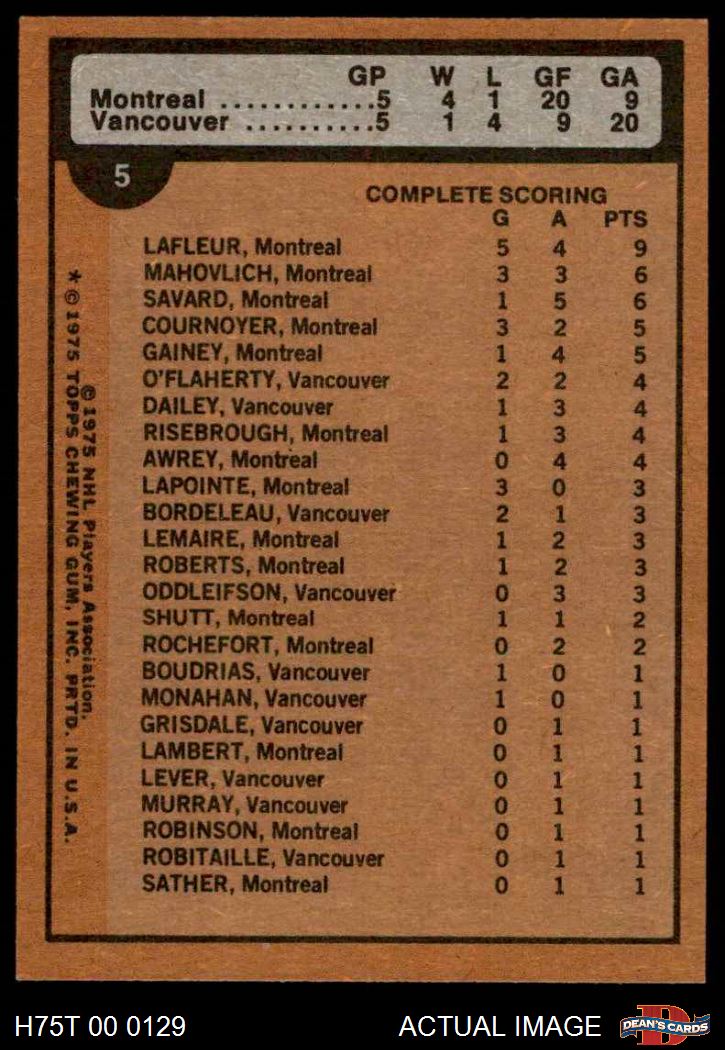 GP W L GF GA
Montreal ............5 4 1 20 9
Vancouver ..........5 1 4 9 20
5
COMPLETE SCORING
G A PTS
LAFLEUR, Montreal 5 4 9
MAHOVLICH, Montreal 3 3 6
SAVARD, Montreal 1 5 6
COURNOYER, Montreal 3 2 5
GAINEY, Montreal 1 4 5
O'FLAHERTY, Vancouver 2 2 4
DAILEY, Vancouver 1 3 4
RISEBROUGH, Montreal 1 3 4
AWREY, Montreal 0 4 4
LAPOINTE, Montreal 3 0 3
BORDELEAU, Vancouver 2 1 3
LEMAIRE, Montreal 1 2 3
ROBERTS, Montreal 1 2 3
ODDLEIFSON, Vancouver 0 3 3
SHUTT, Montreal 1 1 2
ROCHEFORT, Montreal 0 2 2
BOUDRIAS, Vancouver 1 0 1
MONAHAN, Vancouver 1 0 1
GRISDALE, Vancouver 0 1 1
LAMBERT, Montreal 0 1 1
LEVER, Vancouver 0 1 1
MURRAY, Vancouver 0 1 1
ROBINSON, Montreal 0 1 1
ROBITAILLE, Vancouver 0 1 1
SATHER, Montreal 0 1 1
© 1975 NHL Players Association.
* © 1975 TOPPS CHEWING GUM, INC. PRTD. IN U.S.A.
H75T 00 0129 ACTUAL IMAGE
D
DEAN'S CARDS